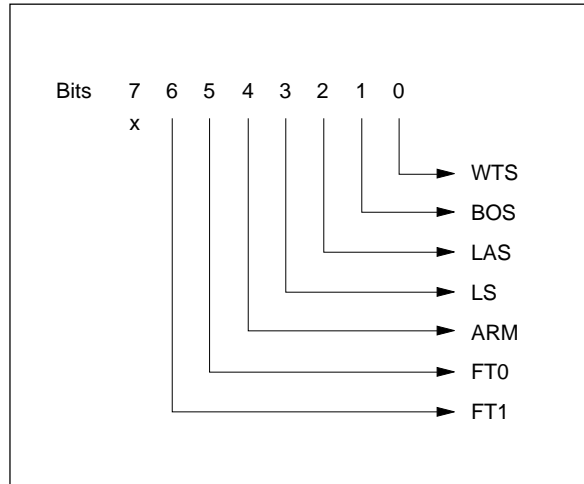 Bits 7 6 5 4 3 2 1 0
x
WTS
BOS
LAS
LS
ARM
FT0
FT1